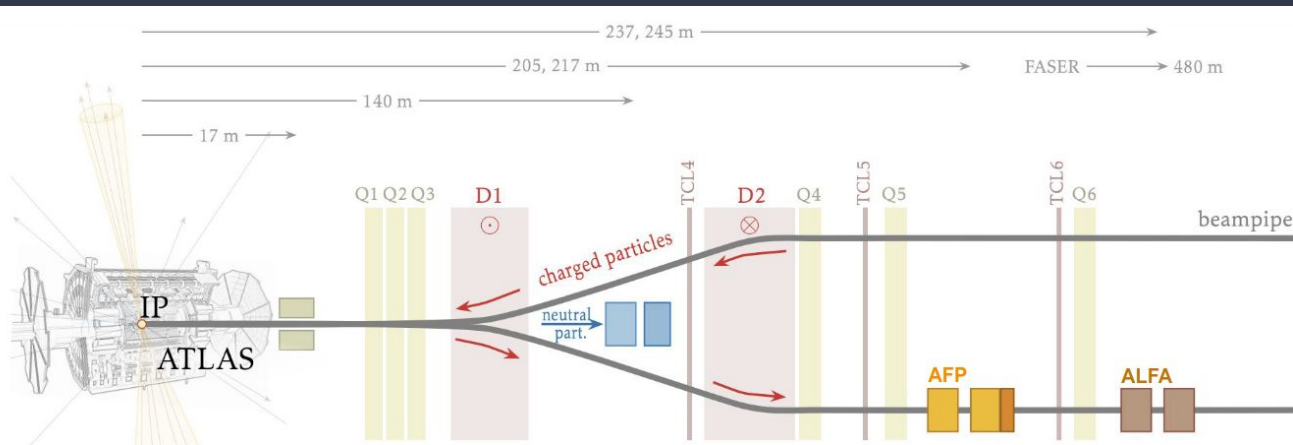 237, 245 m
205, 217 m
FASER
480 m
140 m
17 m
Q1 Q2 Q3
D1
TCL4
D2
Q4
TCL5
Q5
TCL6
Q6
beampipe
charged particles
IP
ATLAS
neutral
part.
AFP
ALFA